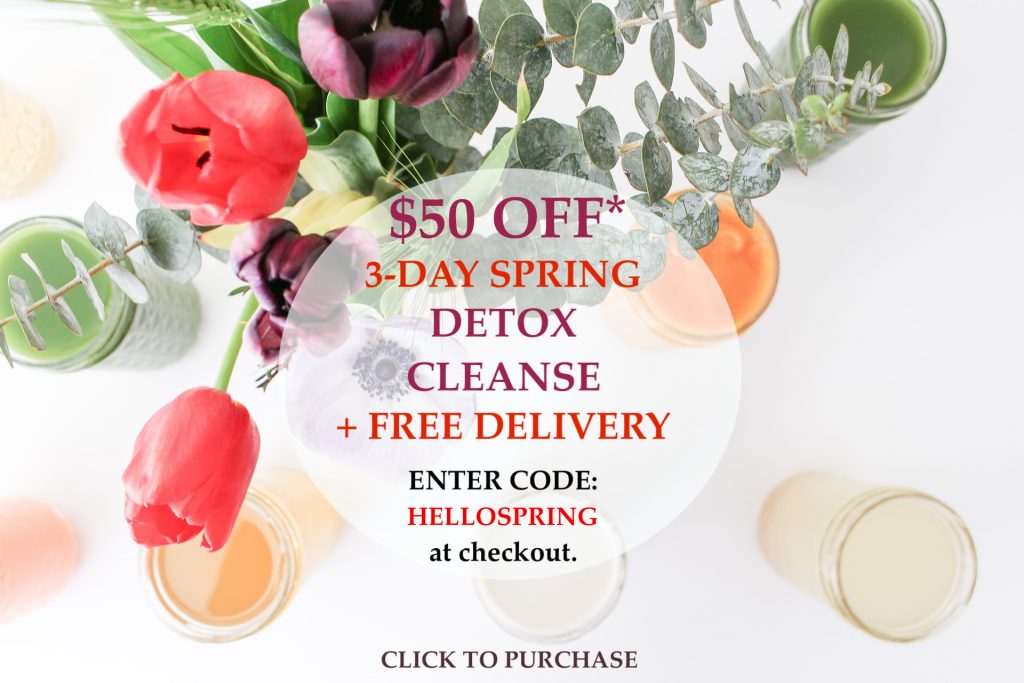 $50 OFF*
3-DAY SPRING
DETOX
CLEANSE
+ FREE DELIVERY
ENTER CODE:
HELLOSPRING
at checkout.
CLICK TO PURCHASE